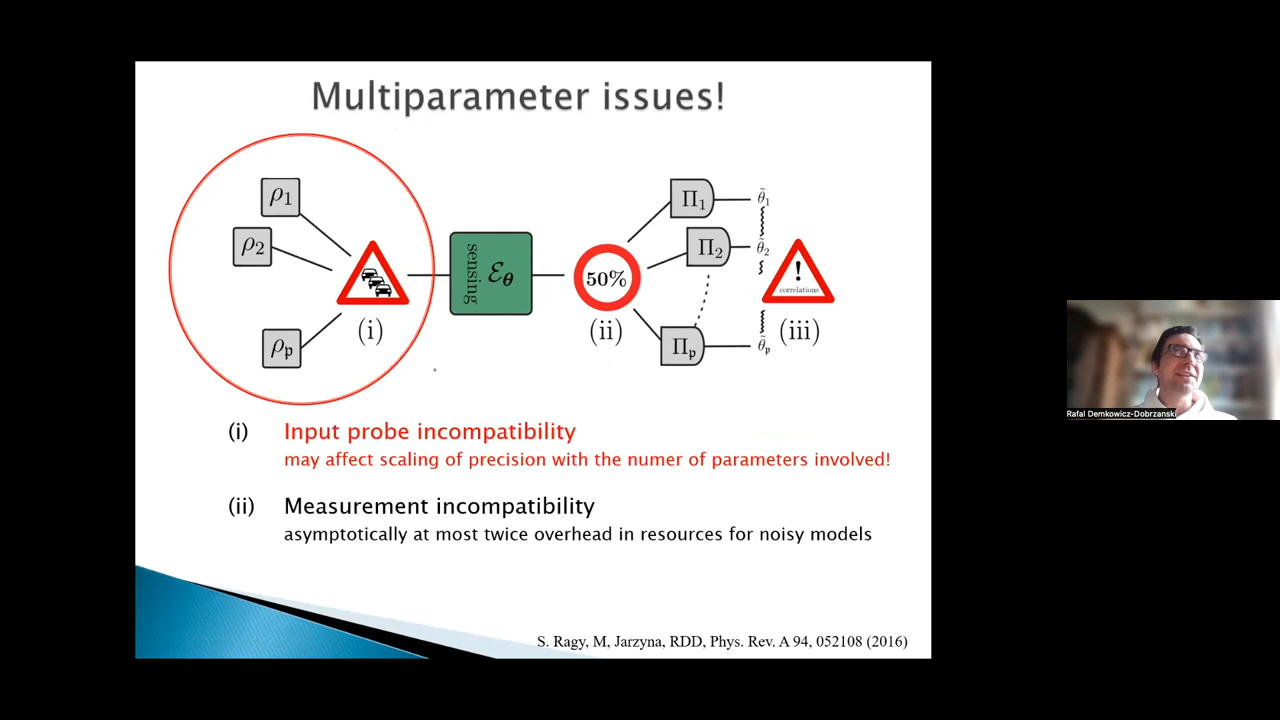 Multiparameter issues!
ρ1
ρ2
ρ𝔭
(i)
sensing
ℰθ
50%
(ii)
Π1
Π2
Π𝔭
θ̃1
θ̃2
θ̃𝔭
!
correlations
(iii)
(i) Input probe incompatibility
may affect scaling of precision with the numer of parameters involved!
(ii) Measurement incompatibility
asymptotically at most twice overhead in resources for noisy models
S. Ragy, M, Jarzyna, RDD, Phys. Rev. A 94, 052108 (2016)
Rafal Demkowicz-Dobrzanski